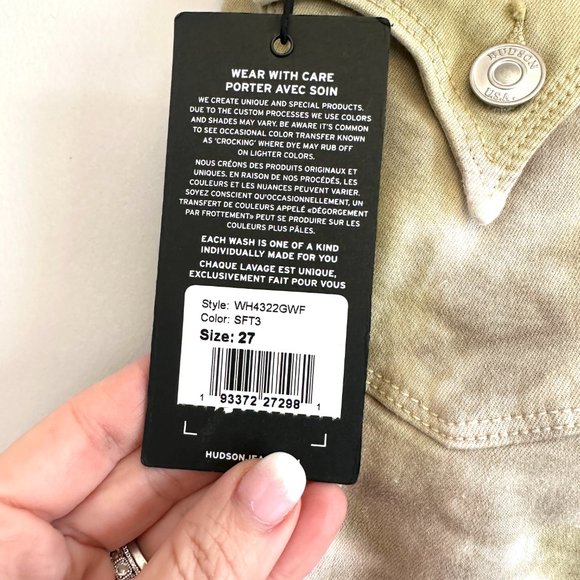 WEAR WITH CARE
PORTER AVEC SOIN
WE CREATE UNIQUE AND SPECIAL PRODUCTS.
DUE TO THE CUSTOM PROCESSES WE USE COLORS
AND SHADES MAY VARY. BE AWARE IT'S COMMON
TO SEE OCCASIONAL COLOR TRANSFER KNOWN
AS 'CROCKING' WHERE DYE MAY RUB OFF
ON LIGHTER COLORS.
NOUS CRÉONS DES PRODUITS ORIGINAUX ET
UNIQUES. EN RAISON DE NOS PROCÉDÉS, LES
COULEURS ET LES NUANCES PEUVENT VARIER.
SOYEZ CONSCIENT QU'OCCASIONNELLEMENT, UN
TRANSFERT DE COULEURS APPELÉ «DÉGORGEMENT
PAR FROTTEMENT» PEUT SE PRODUIRE SUR LES
COULEURS PLUS PÂLES.
EACH WASH IS ONE OF A KIND
INDIVIDUALLY MADE FOR YOU
CHAQUE LAVAGE EST UNIQUE,
EXCLUSIVEMENT FAIT POUR VOUS
Style: WH4322GWF
Color: SFT3
Size: 27
1 93372 27298 1
HUDSON
HUDSON
U.S.A.